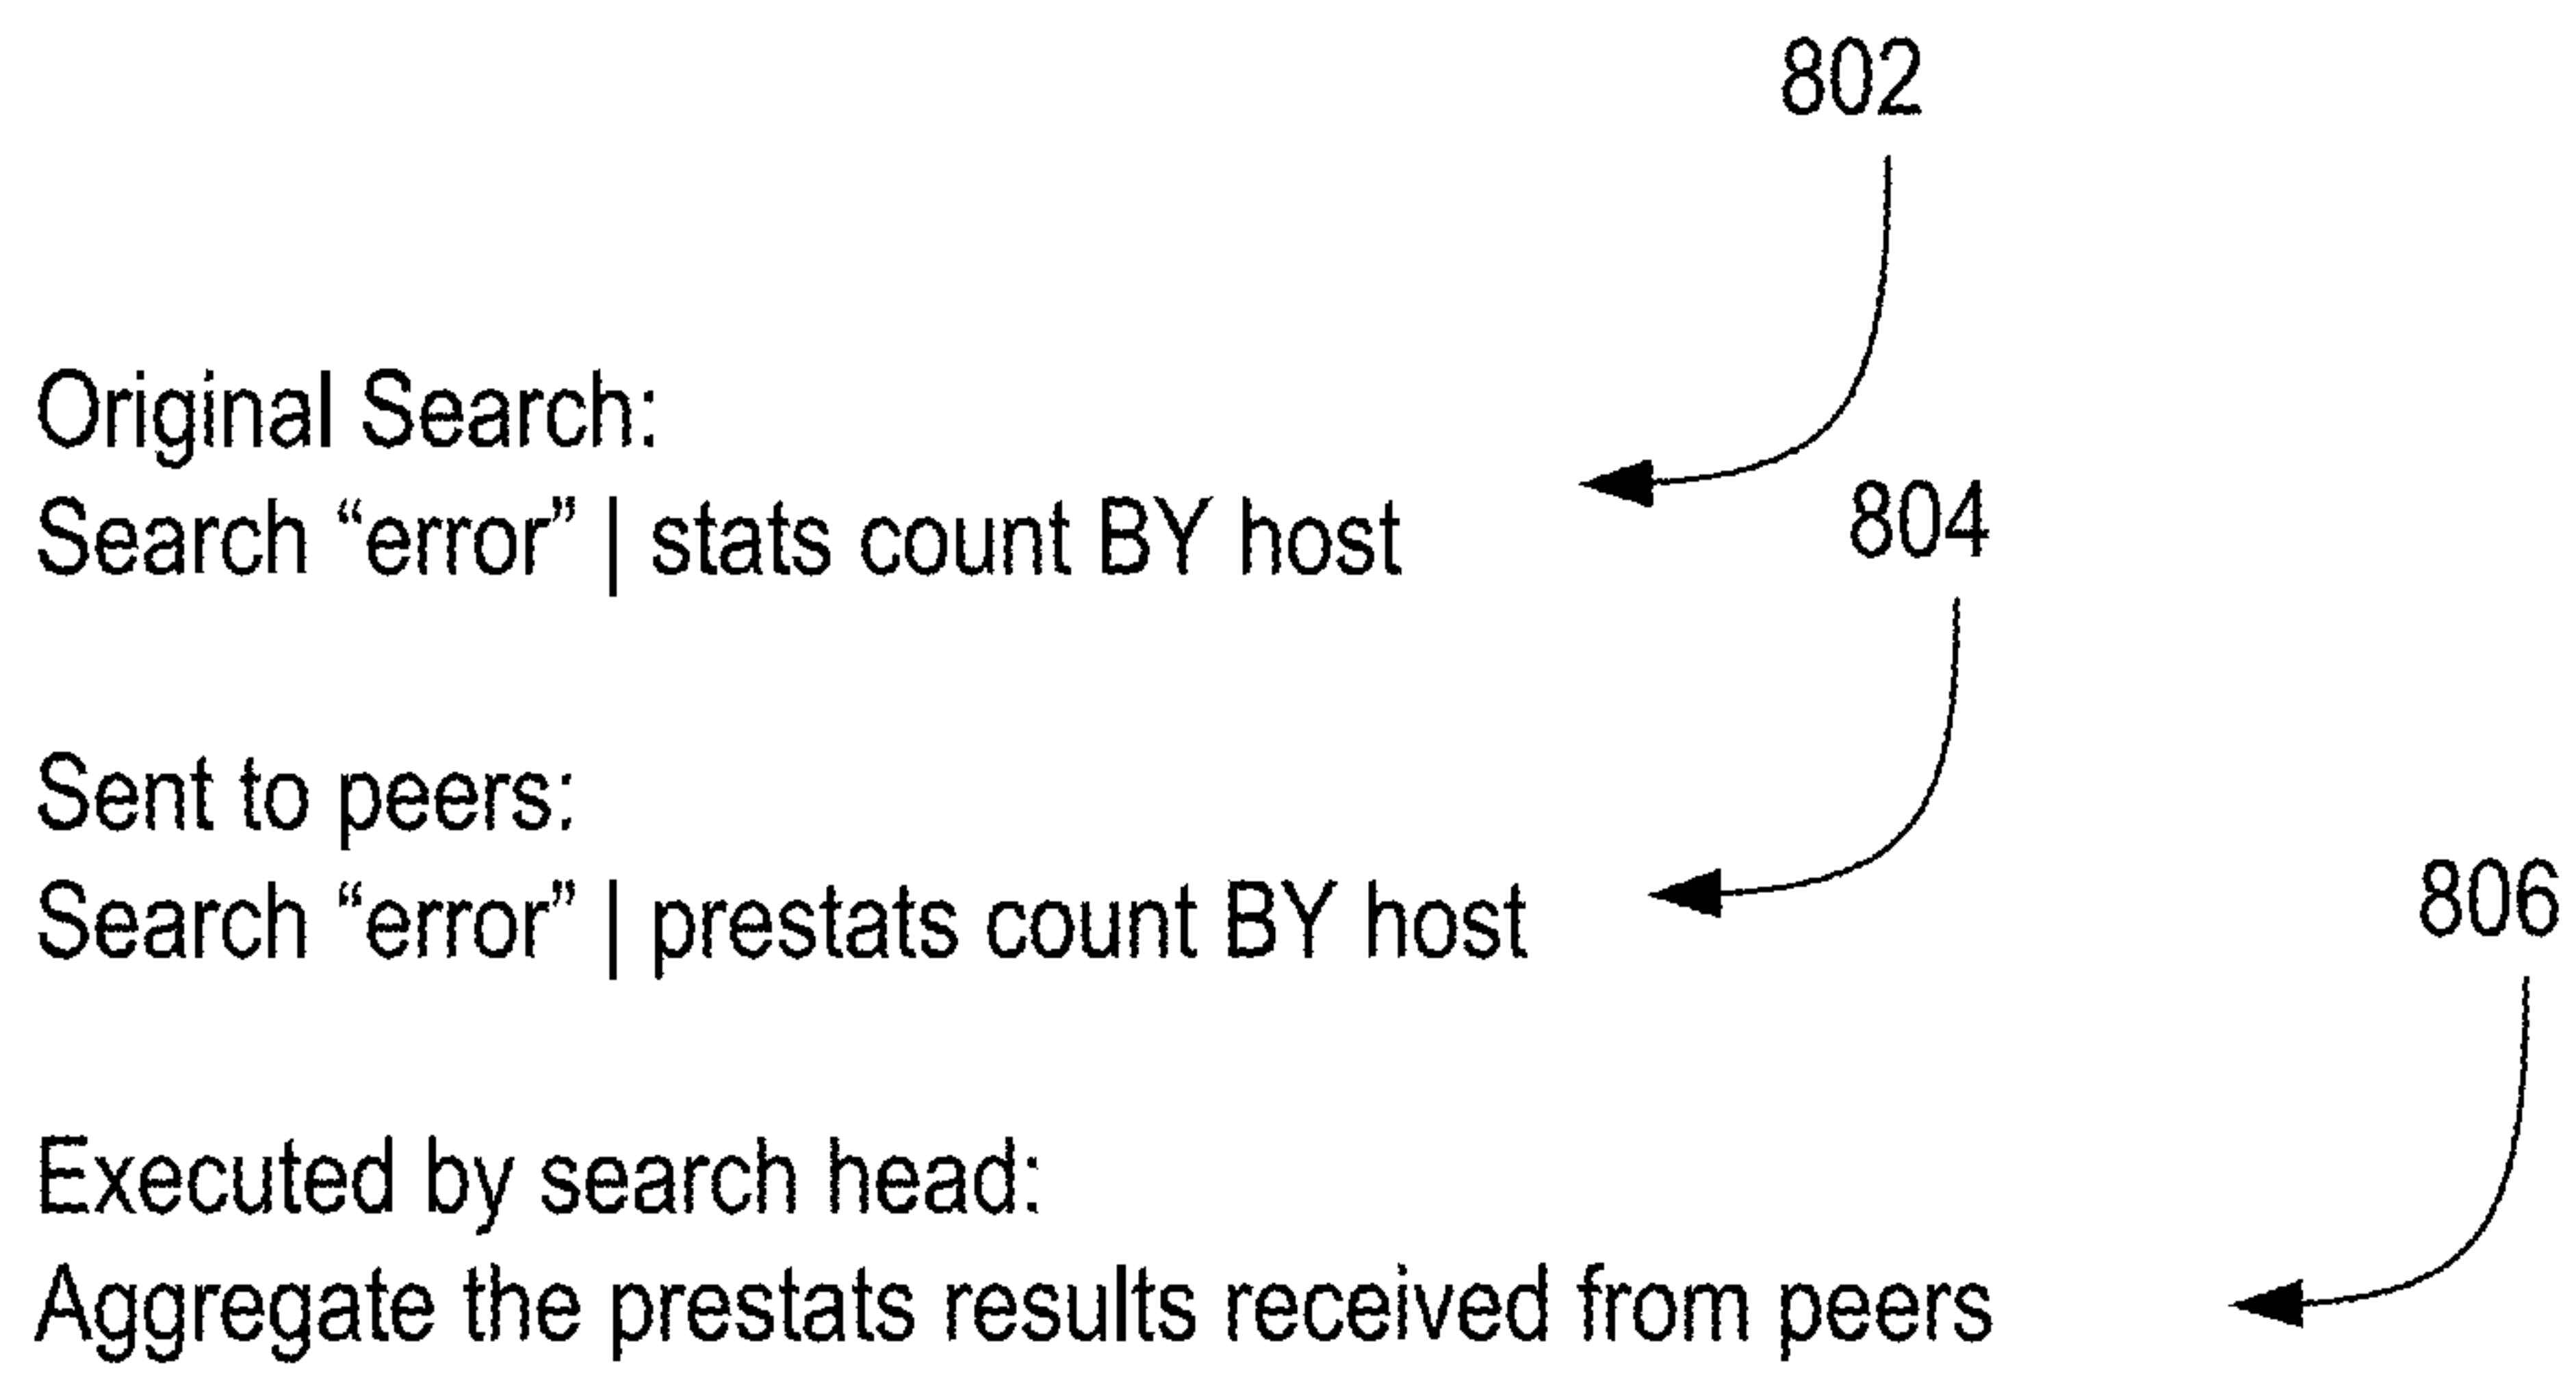 802
Original Search:
Search “error” | stats count BY host
804
Sent to peers:
Search “error” | prestats count BY host
806
Executed by search head:
Aggregate the prestats results received from peers